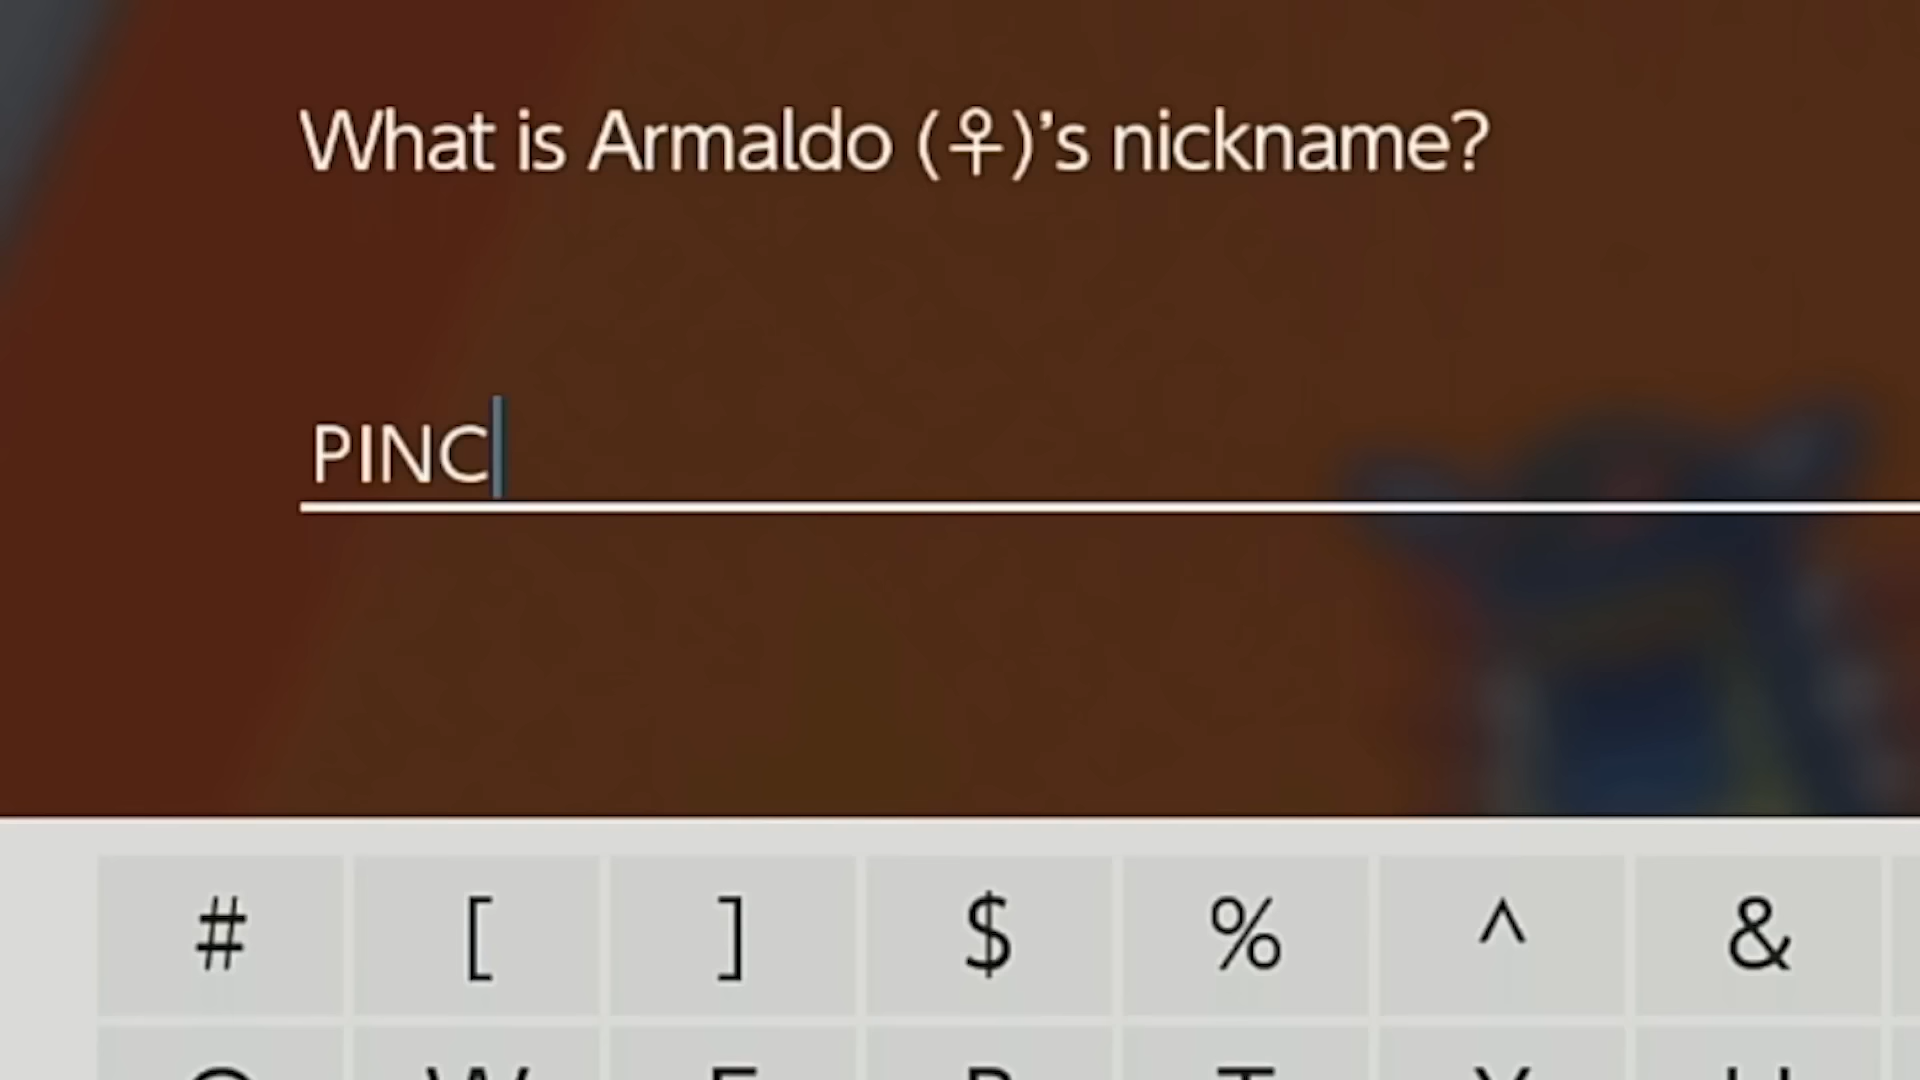 What is Armaldo (♀)'s nickname?
PINC
# [ ] $ % ^ &
Q W E R T Y U